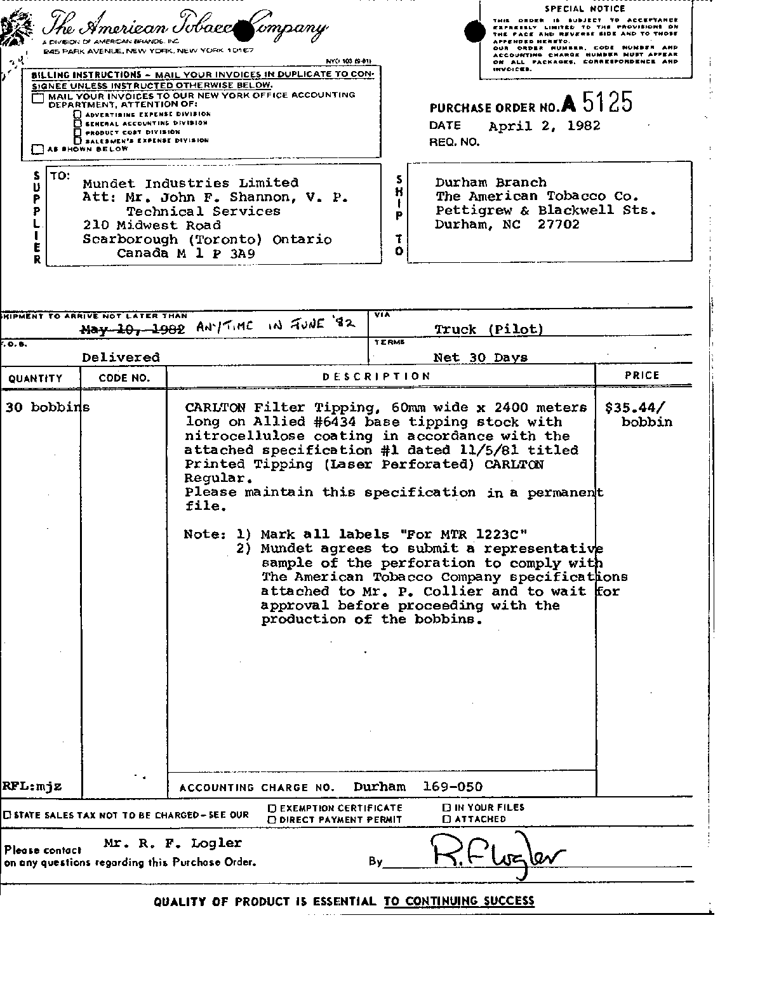 The American Tobacco Company
A DIVISION OF AMERICAN BRANDS, INC.
245 PARK AVENUE, NEW YORK, NEW YORK 10167
NYO 103 (9-81)
SPECIAL NOTICE
THIS ORDER IS SUBJECT TO ACCEPTANCE
EXPRESSLY LIMITED TO THE PROVISIONS ON
THE FACE AND REVERSE SIDE AND TO THOSE
APPENDED HERETO.
OUR ORDER NUMBER, CODE NUMBER AND
ACCOUNTING CHARGE NUMBER MUST APPEAR
ON ALL PACKAGES, CORRESPONDENCE AND
INVOICES.
BILLING INSTRUCTIONS – MAIL YOUR INVOICES IN DUPLICATE TO CON-
SIGNEE UNLESS INSTRUCTED OTHERWISE BELOW.
☐ MAIL YOUR INVOICES TO OUR NEW YORK OFFICE ACCOUNTING
DEPARTMENT, ATTENTION OF:
☐ ADVERTISING EXPENSE DIVISION
☐ GENERAL ACCOUNTING DIVISION
☐ PRODUCT COST DIVISION
☐ SALESMEN'S EXPENSE DIVISION
☐ AS SHOWN BELOW
PURCHASE ORDER NO. A 5125
DATE April 2, 1982
REQ. NO.
SUPPLIER
TO:
Mundet Industries Limited
Att: Mr. John F. Shannon, V. P.
Technical Services
210 Midwest Road
Scarborough (Toronto) Ontario
Canada M 1 P 3A9
SHIP TO
Durham Branch
The American Tobacco Co.
Pettigrew & Blackwell Sts.
Durham, NC 27702
SHIPMENT TO ARRIVE NOT LATER THAN
May 10, 1982 ANYTIME IN JUNE '82
VIA
Truck (Pilot)
F.O.B.
Delivered
TERMS
Net 30 Days
QUANTITY CODE NO. DESCRIPTION PRICE
30 bobbins CARLTON Filter Tipping, 60mm wide x 2400 meters $35.44/
long on Allied #6434 base tipping stock with bobbin
nitrocellulose coating in accordance with the
attached specification #1 dated 11/5/81 titled
Printed Tipping (Laser Perforated) CARLTON
Regular.
Please maintain this specification in a permanent
file.
Note: 1) Mark all labels "For MTR 1223C"
2) Mundet agrees to submit a representative
sample of the perforation to comply with
The American Tobacco Company specifications
attached to Mr. P. Collier and to wait for
approval before proceeding with the
production of the bobbins.
RFL:mjz ACCOUNTING CHARGE NO. Durham 169-050
☐ STATE SALES TAX NOT TO BE CHARGED – SEE OUR ☐ EXEMPTION CERTIFICATE ☐ IN YOUR FILES
☐ DIRECT PAYMENT PERMIT ☐ ATTACHED
Please contact Mr. R. F. Logler
on any questions regarding this Purchase Order. By R.F Logler
QUALITY OF PRODUCT IS ESSENTIAL TO CONTINUING SUCCESS